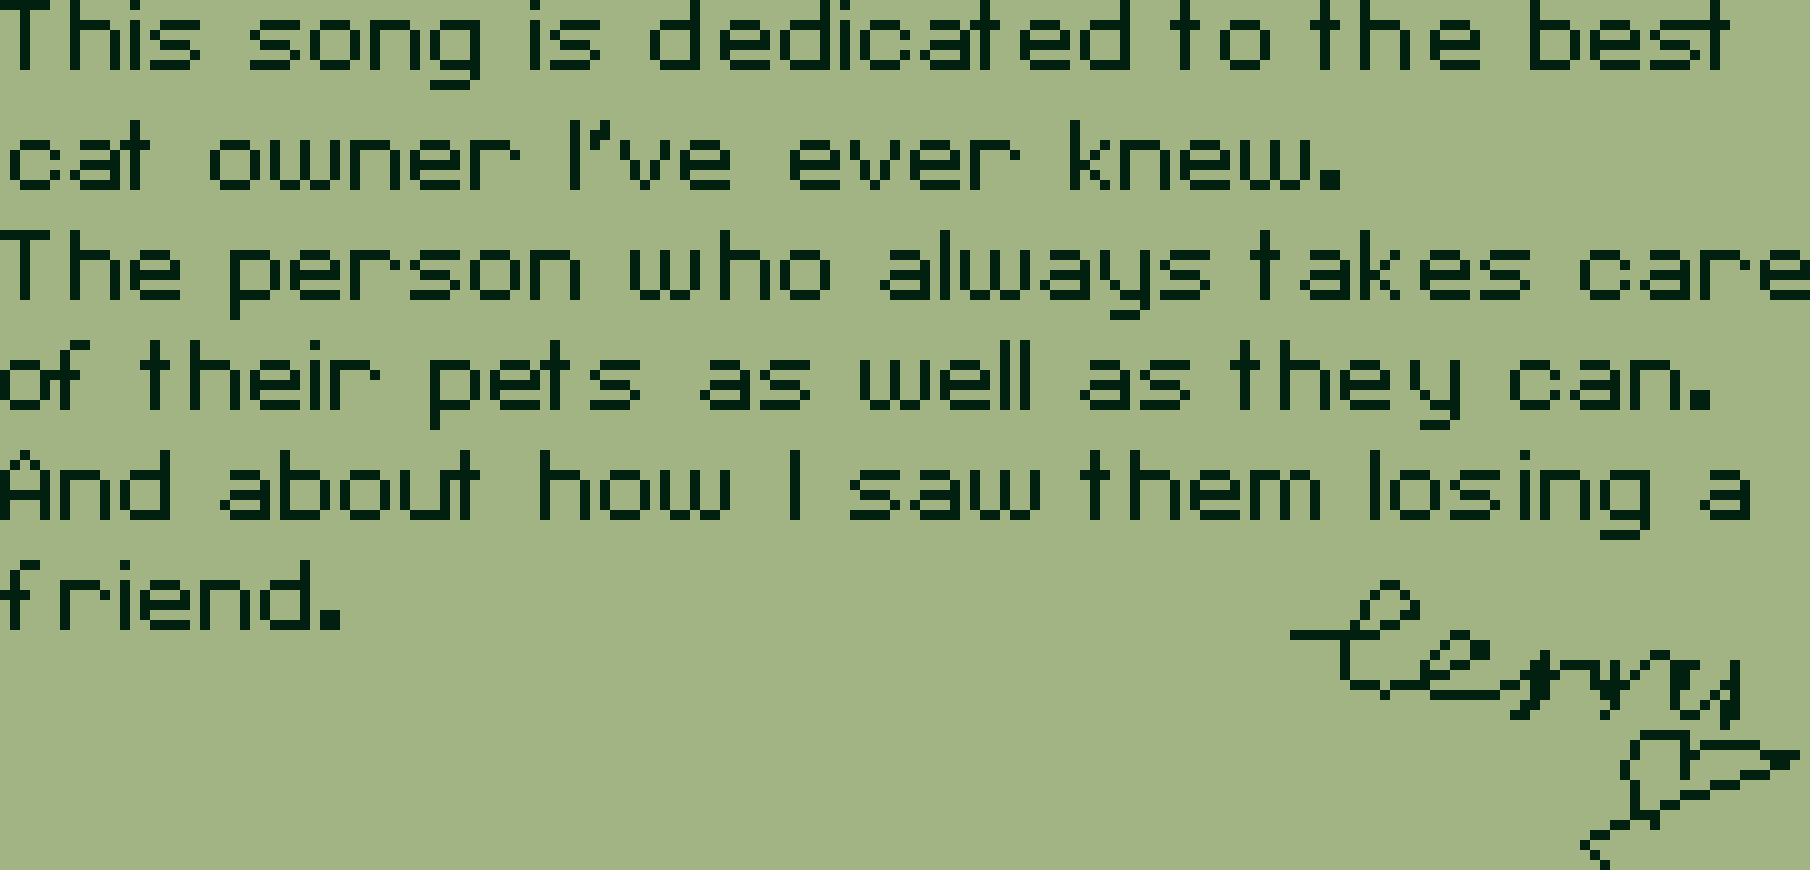 This song is dedicated to the best
cat owner I've ever knew.
The person who always takes care
of their pets as well as they can.
And about how I saw them losing a
friend.